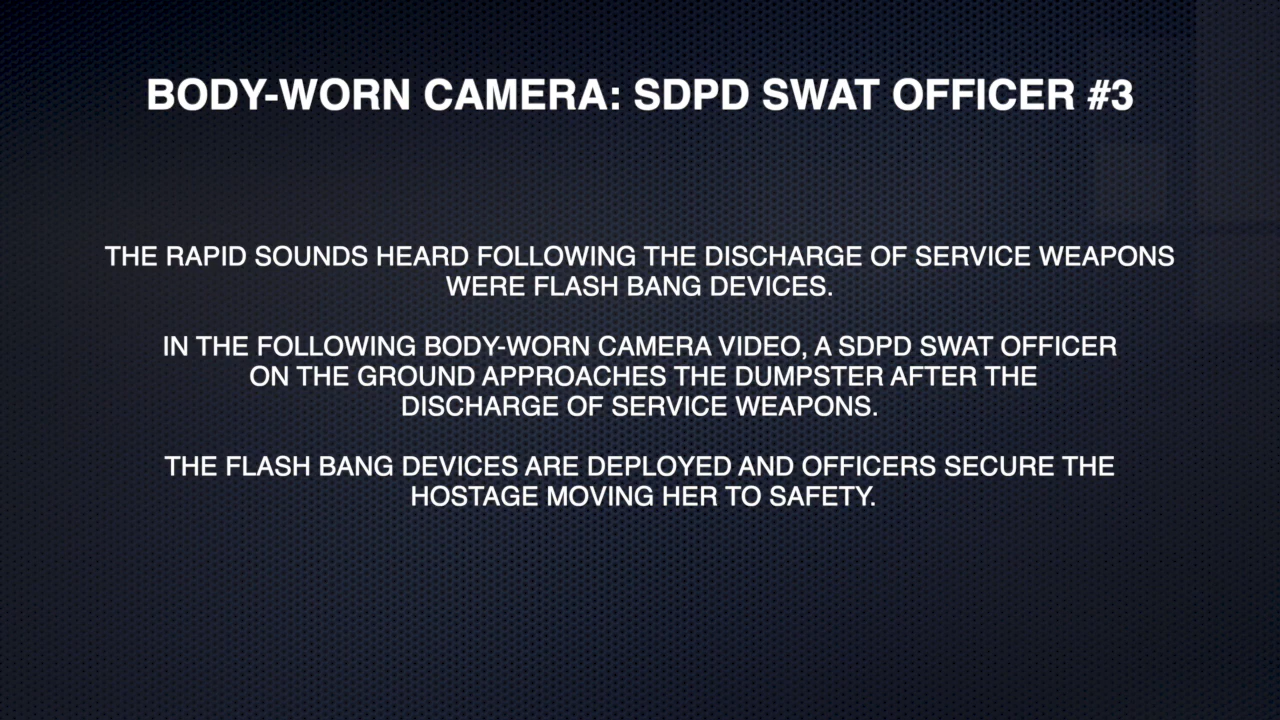 BODY-WORN CAMERA: SDPD SWAT OFFICER #3
THE RAPID SOUNDS HEARD FOLLOWING THE DISCHARGE OF SERVICE WEAPONS
WERE FLASH BANG DEVICES.
IN THE FOLLOWING BODY-WORN CAMERA VIDEO, A SDPD SWAT OFFICER
ON THE GROUND APPROACHES THE DUMPSTER AFTER THE
DISCHARGE OF SERVICE WEAPONS.
THE FLASH BANG DEVICES ARE DEPLOYED AND OFFICERS SECURE THE
HOSTAGE MOVING HER TO SAFETY.